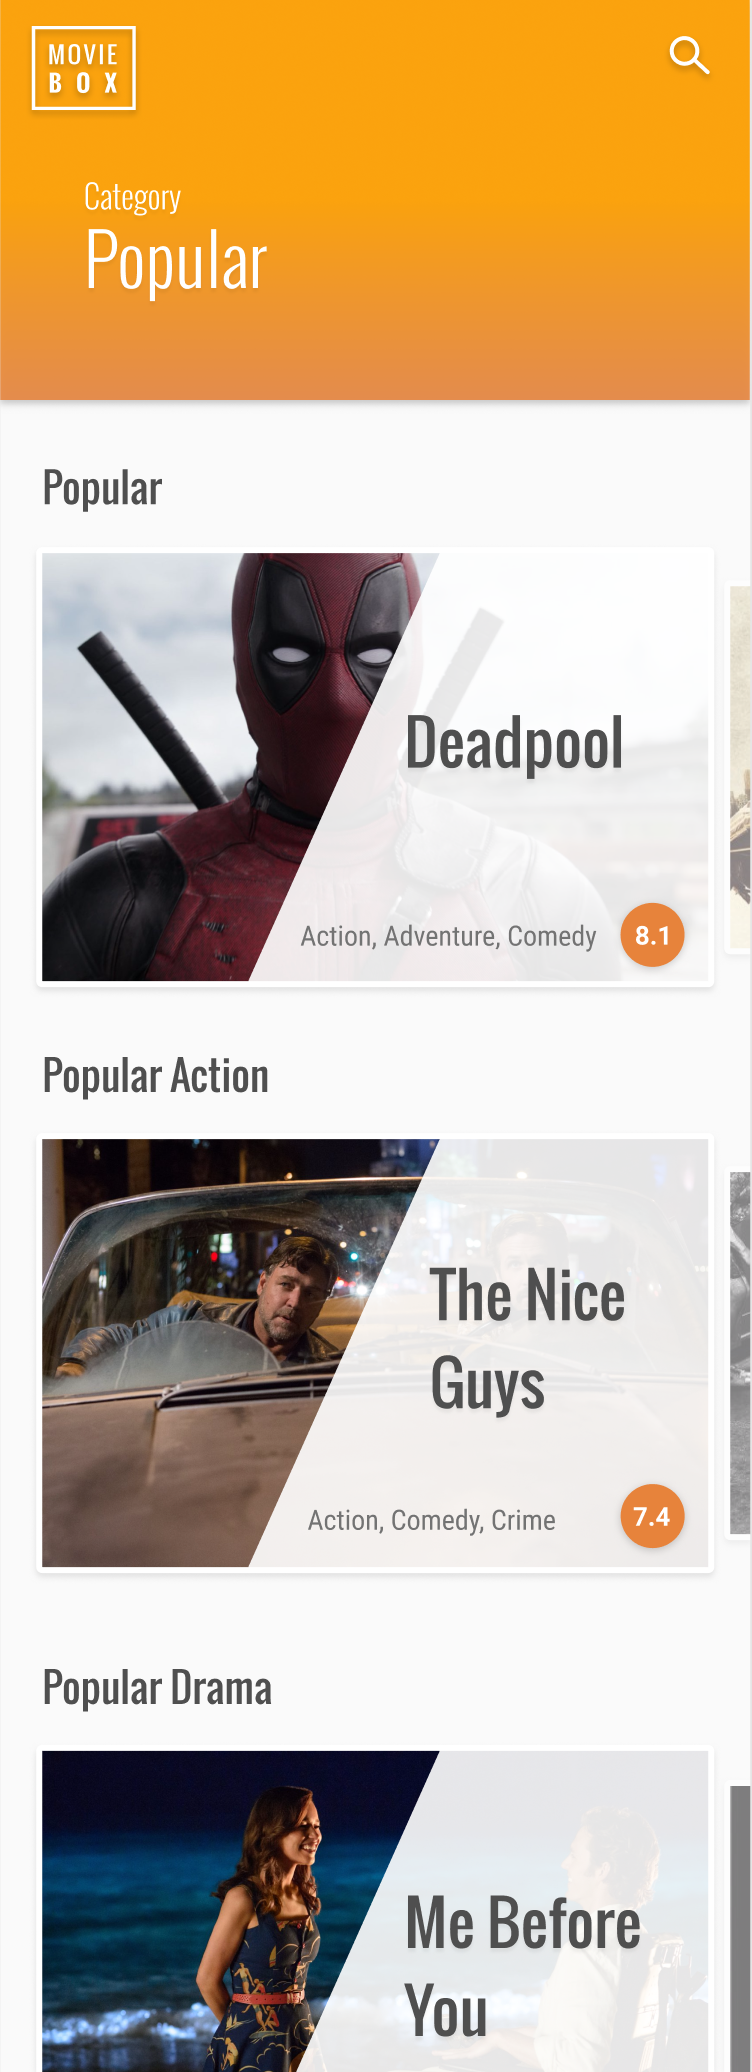 MOVIE
BOX
Category
Popular
Popular
Deadpool
Action, Adventure, Comedy
8.1
Popular Action
The Nice
Guys
Action, Comedy, Crime
7.4
Popular Drama
Me Before
You